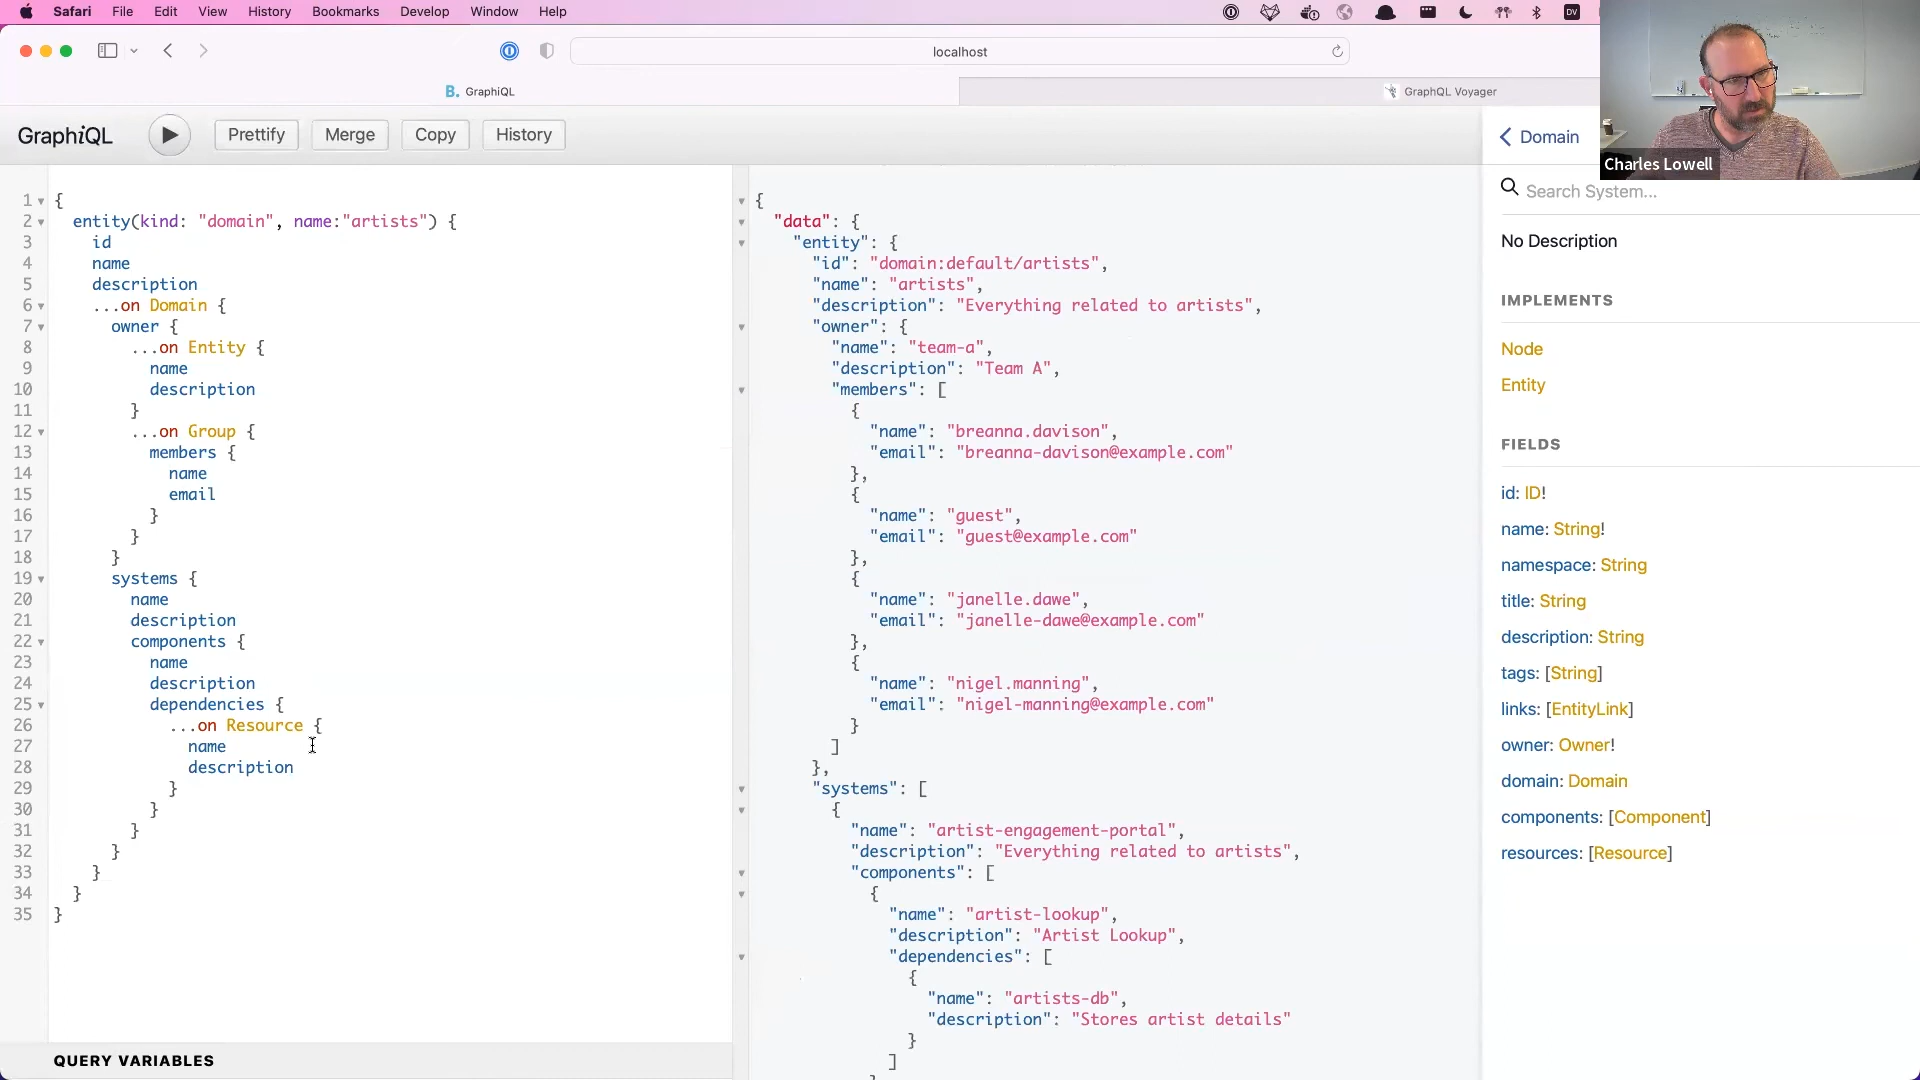 Safari File Edit View History Bookmarks Develop Window Help
DV
localhost
B. GraphiQL
GraphQL Voyager
GraphiQL
Prettify
Merge
Copy
History
1 {
2 entity(kind: "domain", name:"artists") {
3 id
4 name
5 description
6 ...on Domain {
7 owner {
8 ...on Entity {
9 name
10 description
11 }
12 ...on Group {
13 members {
14 name
15 email
16 }
17 }
18 }
19 systems {
20 name
21 description
22 components {
23 name
24 description
25 dependencies {
26 ...on Resource {
27 name
28 description
29 }
30 }
31 }
32 }
33 }
34 }
35 }
QUERY VARIABLES
{
"data": {
"entity": {
"id": "domain:default/artists",
"name": "artists",
"description": "Everything related to artists",
"owner": {
"name": "team-a",
"description": "Team A",
"members": [
{
"name": "breanna.davison",
"email": "breanna-davison@example.com"
},
{
"name": "guest",
"email": "guest@example.com"
},
{
"name": "janelle.dawe",
"email": "janelle-dawe@example.com"
},
{
"name": "nigel.manning",
"email": "nigel-manning@example.com"
}
]
},
"systems": [
{
"name": "artist-engagement-portal",
"description": "Everything related to artists",
"components": [
{
"name": "artist-lookup",
"description": "Artist Lookup",
"dependencies": [
{
"name": "artists-db",
"description": "Stores artist details"
}
]
Charles Lowell
Domain
Search System...
No Description
IMPLEMENTS
Node
Entity
FIELDS
id: ID!
name: String!
namespace: String
title: String
description: String
tags: [String]
links: [EntityLink]
owner: Owner!
domain: Domain
components: [Component]
resources: [Resource]